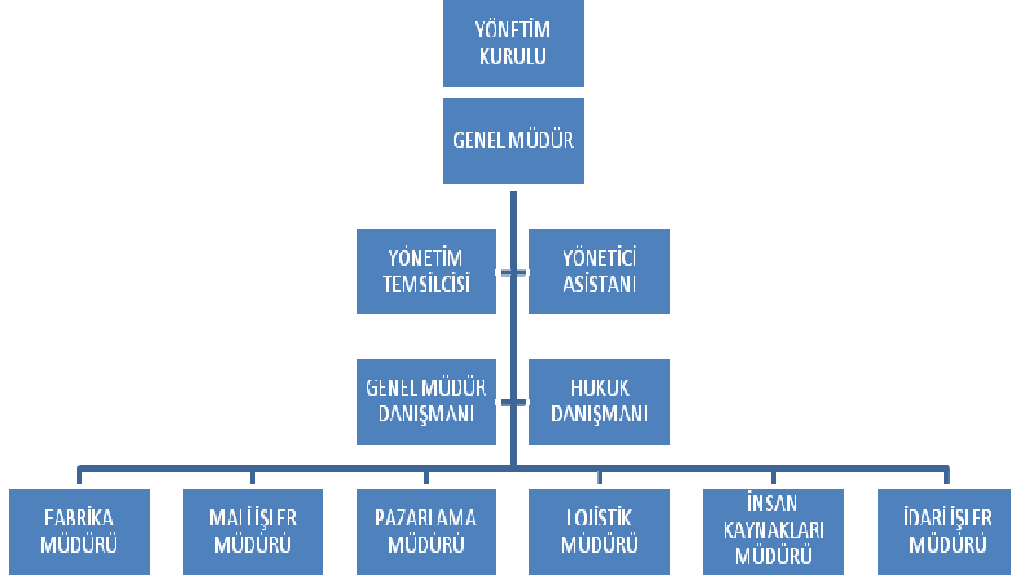 YÖNETİM
KURULU
GENEL MÜDÜR
YÖNETİM
TEMSİLCİSİ
YÖNETİCİ
ASİSTANI
GENEL MÜDÜR
DANIŞMANI
HUKUK
DANIŞMANI
FABRİKA
MÜDÜRÜ
MALİ İŞLER
MÜDÜRÜ
PAZARLAMA
MÜDÜRÜ
LOJİSTİK
MÜDÜRÜ
İNSAN
KAYNAKLARI
MÜDÜRÜ
İDARİ İŞLER
MÜDÜRÜ